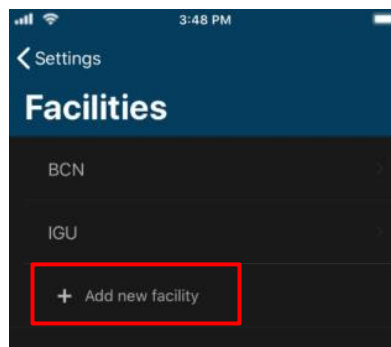 3:48 PM
Settings
Facilities
BCN
IGU
+ Add new facility